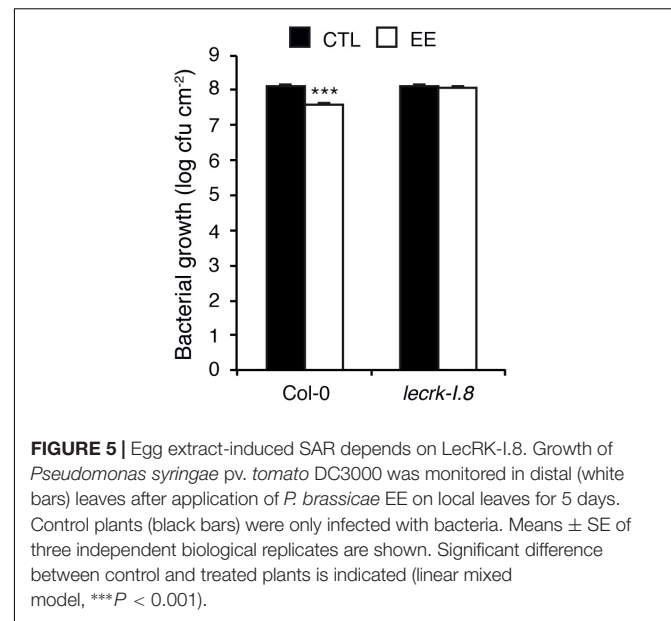 CTL EE
9
8
7
6
5
4
3
2
1
0
Bacterial growth (log cfu cm⁻²)
***
Col-0 lecrk-I.8
FIGURE 5 | Egg extract-induced SAR depends on LecRK-I.8. Growth of
Pseudomonas syringae pv. tomato DC3000 was monitored in distal (white
bars) leaves after application of P. brassicae EE on local leaves for 5 days.
Control plants (black bars) were only infected with bacteria. Means ± SE of
three independent biological replicates are shown. Significant difference
between control and treated plants is indicated (linear mixed
model, ***P < 0.001).